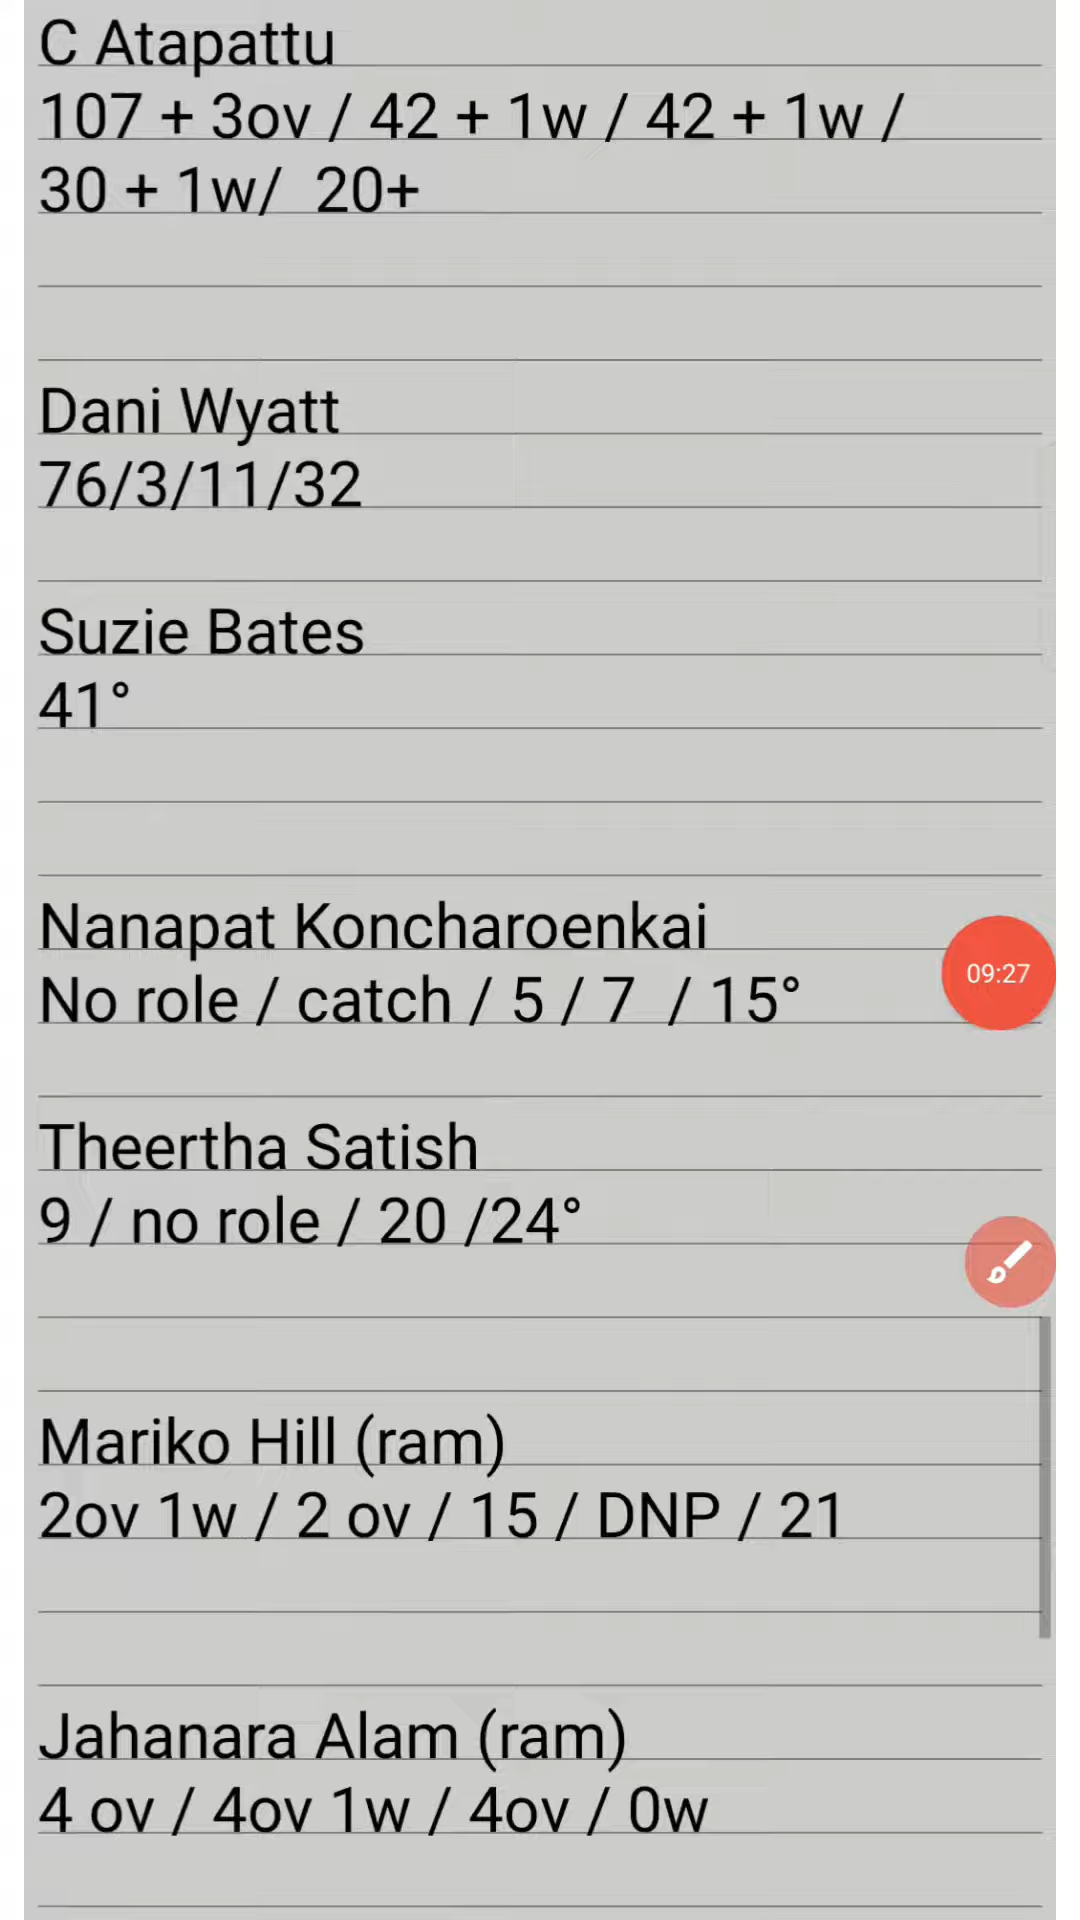 C Atapattu
107 + 3ov / 42 + 1w / 42 + 1w /
30 + 1w/  20+
Dani Wyatt
76/3/11/32
Suzie Bates
41°
Nanapat Koncharoenkai
No role / catch / 5 / 7  / 15°
09:27
Theertha Satish
9 / no role / 20 /24°
Mariko Hill (ram)
2ov 1w / 2 ov / 15 / DNP / 21
Jahanara Alam (ram)
4 ov / 4ov 1w / 4ov / 0w